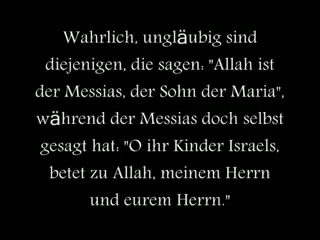 Wahrlich, ungläubig sind
diejenigen, die sagen: "Allah ist
der Messias, der Sohn der Maria",
während der Messias doch selbst
gesagt hat: "O ihr Kinder Israels,
betet zu Allah, meinem Herrn
und eurem Herrn."